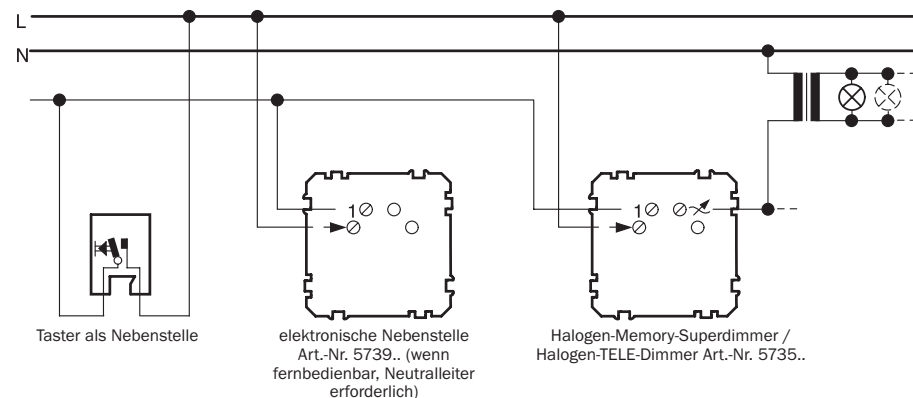 L
N
1
1
Taster als Nebenstelle
elektronische Nebenstelle
Art.-Nr. 5739.. (wenn
fernbedienbar, Neutralleiter
erforderlich)
Halogen-Memory-Superdimmer /
Halogen-TELE-Dimmer Art.-Nr. 5735..